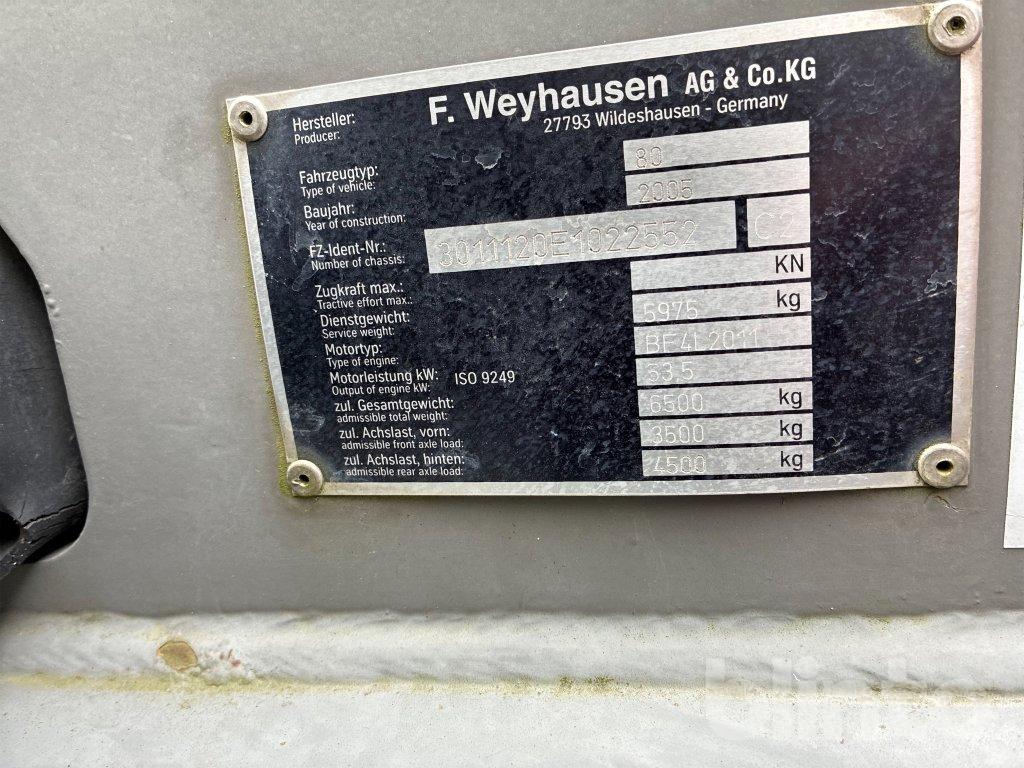 Hersteller:
Producer:
F. Weyhausen AG & Co.KG
27793 Wildeshausen - Germany
Fahrzeugtyp:
Type of vehicle:
80
Baujahr:
Year of construction:
2005
FZ-Ident-Nr.:
Number of chassis:
3011120E1022552 C
Zugkraft max.:
Tractive effort max.:
KN
Dienstgewicht:
Service weight:
5975 kg
Motortyp:
Type of engine:
BF4L2011
Motorleistung kW:
Output of engine kW:
ISO 9249
53.5
zul. Gesamtgewicht:
admissible total weight:
6500 kg
zul. Achslast, vorn:
admissible front axle load:
3500 kg
zul. Achslast, hinten:
admissible rear axle load:
4500 kg